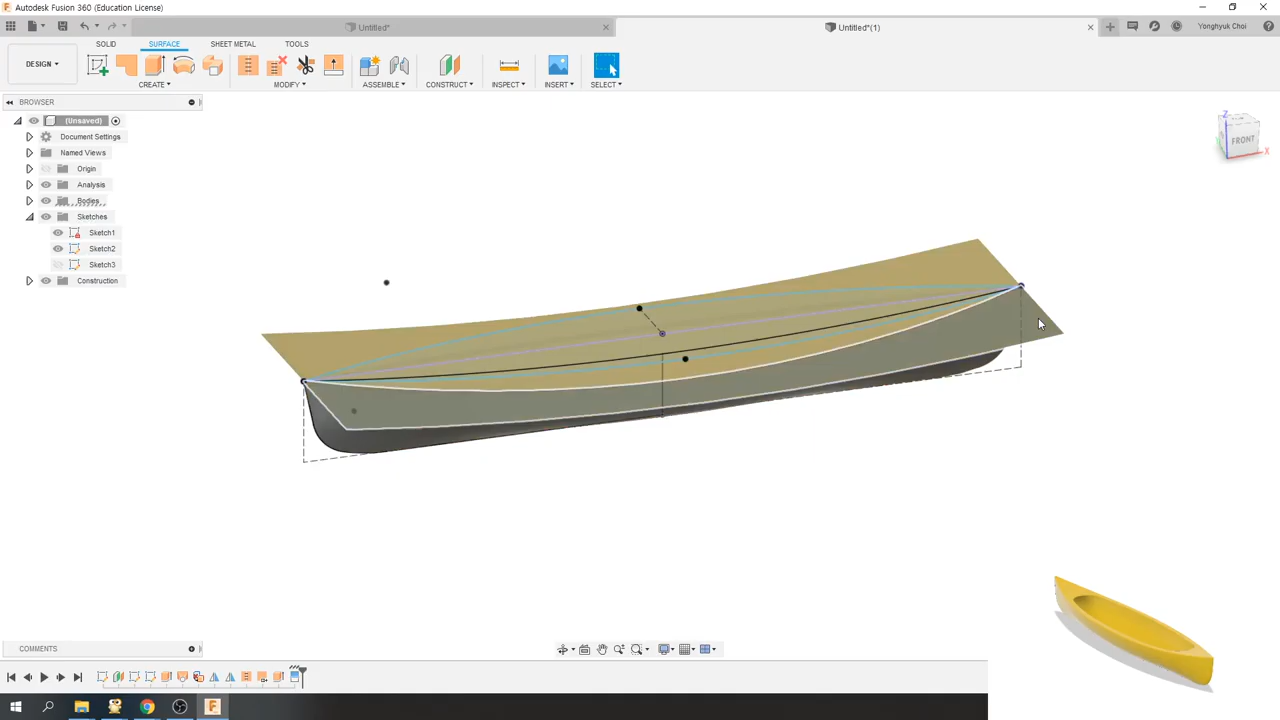 Autodesk Fusion 360 (Education License)
Untitled*
Untitled*(1)
Yonghyuk Choi
SOLID SURFACE SHEET METAL TOOLS
DESIGN
CREATE MODIFY ASSEMBLE CONSTRUCT INSPECT INSERT SELECT
BROWSER
(Unsaved)
Document Settings
Named Views
Origin
Analysis
Bodies
Sketches
Sketch1
Sketch2
Sketch3
Construction
Z
FRONT
X
COMMENTS